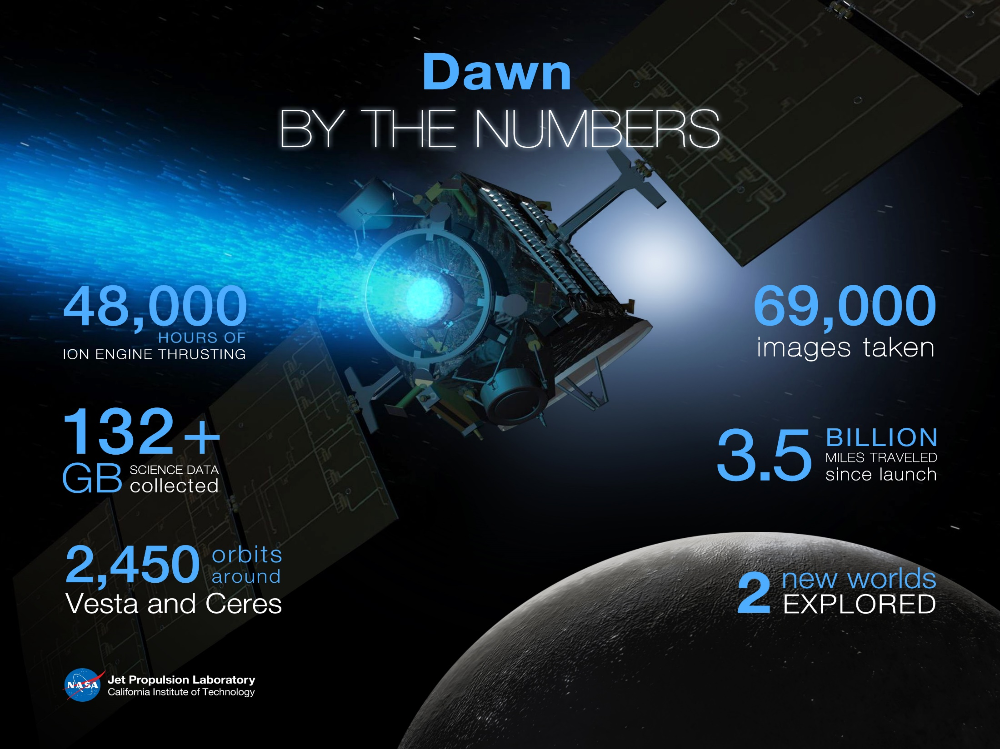 Dawn
BY THE NUMBERS
48,000
HOURS OF
ION ENGINE THRUSTING
132+
GB SCIENCE DATA
collected
2,450 orbits
around
Vesta and Ceres
69,000
images taken
3.5 BILLION
MILES TRAVELED
since launch
2 new worlds
EXPLORED
NASA
Jet Propulsion Laboratory
California Institute of Technology